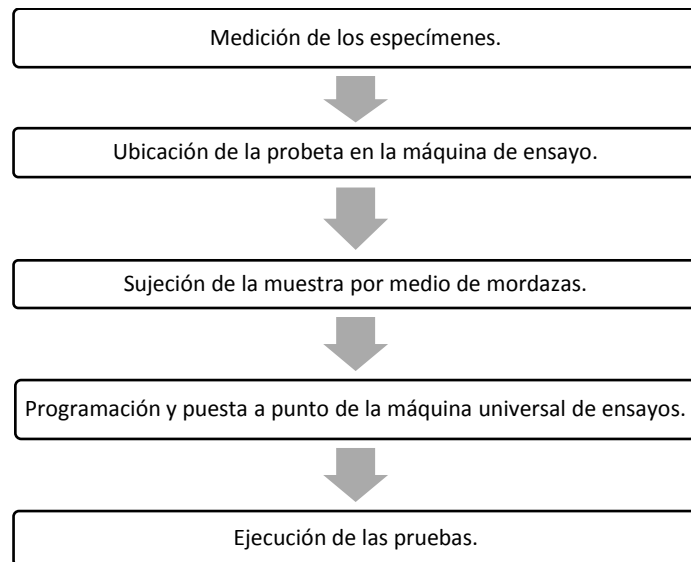 Medición de los especímenes.
Ubicación de la probeta en la máquina de ensayo.
Sujeción de la muestra por medio de mordazas.
Programación y puesta a punto de la máquina universal de ensayos.
Ejecución de las pruebas.